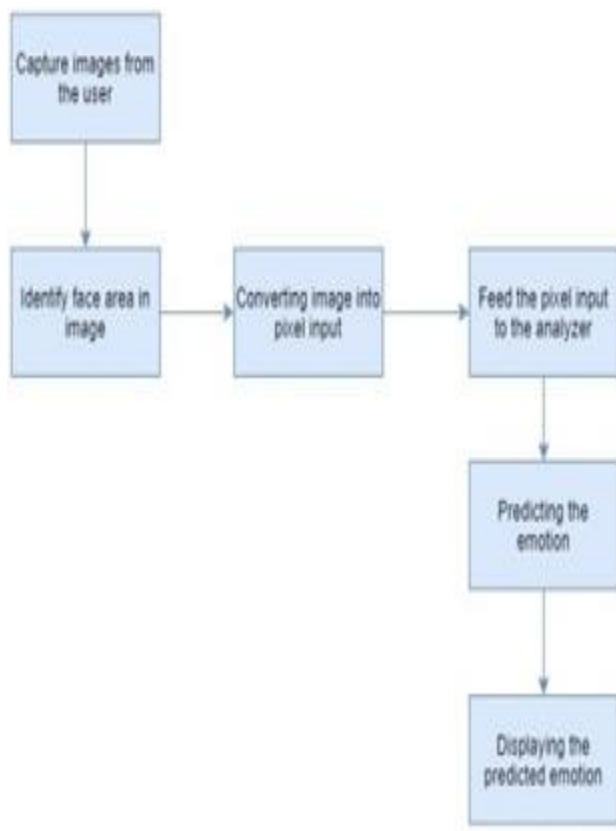 Capture images from
the user
Identify face area in
image
Converting image into
pixel input
Feed the pixel input
to the analyzer
Predicting the
emotion
Displaying the
predicted emotion